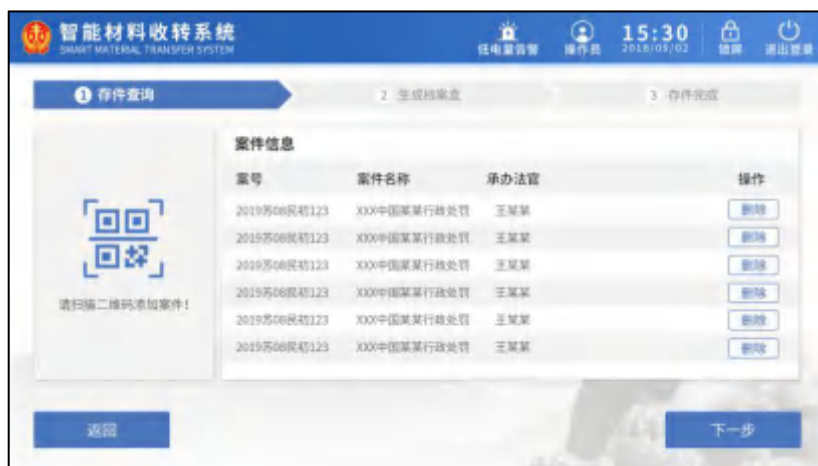 智能材料收转系统
SMART MATERIAL TRANSFER SYSTEM
低电量告警
操作员
15:30
2018/09/02
锁屏
退出登录
1 存件查询
2 生成档案盒
3 存件完成
请扫描二维码添加案件!
案件信息
案号 案件名称 承办法官 操作
2019苏08民初123 XXX中国某某行政处罚 王某某 删除
2019苏08民初123 XXX中国某某行政处罚 王某某 删除
2019苏08民初123 XXX中国某某行政处罚 王某某 删除
2019苏08民初123 XXX中国某某行政处罚 王某某 删除
2019苏08民初123 XXX中国某某行政处罚 王某某 删除
2019苏08民初123 XXX中国某某行政处罚 王某某 删除
返回
下一步